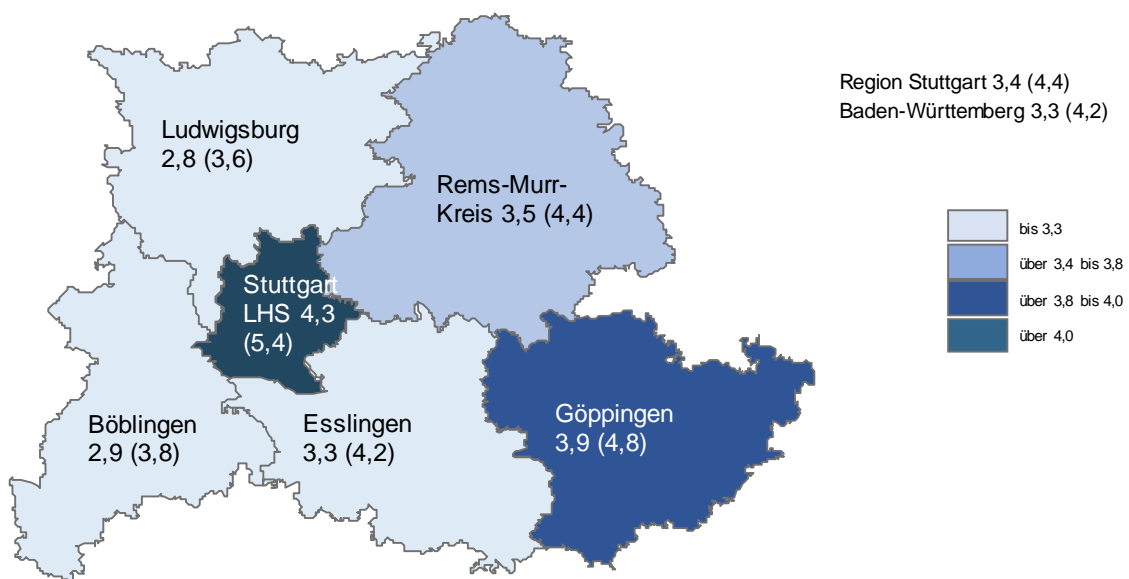 Region Stuttgart 3,4 (4,4)
Baden-Württemberg 3,3 (4,2)
Ludwigsburg
2,8 (3,6)
Rems-Murr-
Kreis 3,5 (4,4)
Stuttgart
LHS 4,3
(5,4)
Böblingen
2,9 (3,8)
Esslingen
3,3 (4,2)
Göppingen
3,9 (4,8)
bis 3,3
über 3,4 bis 3,8
über 3,8 bis 4,0
über 4,0